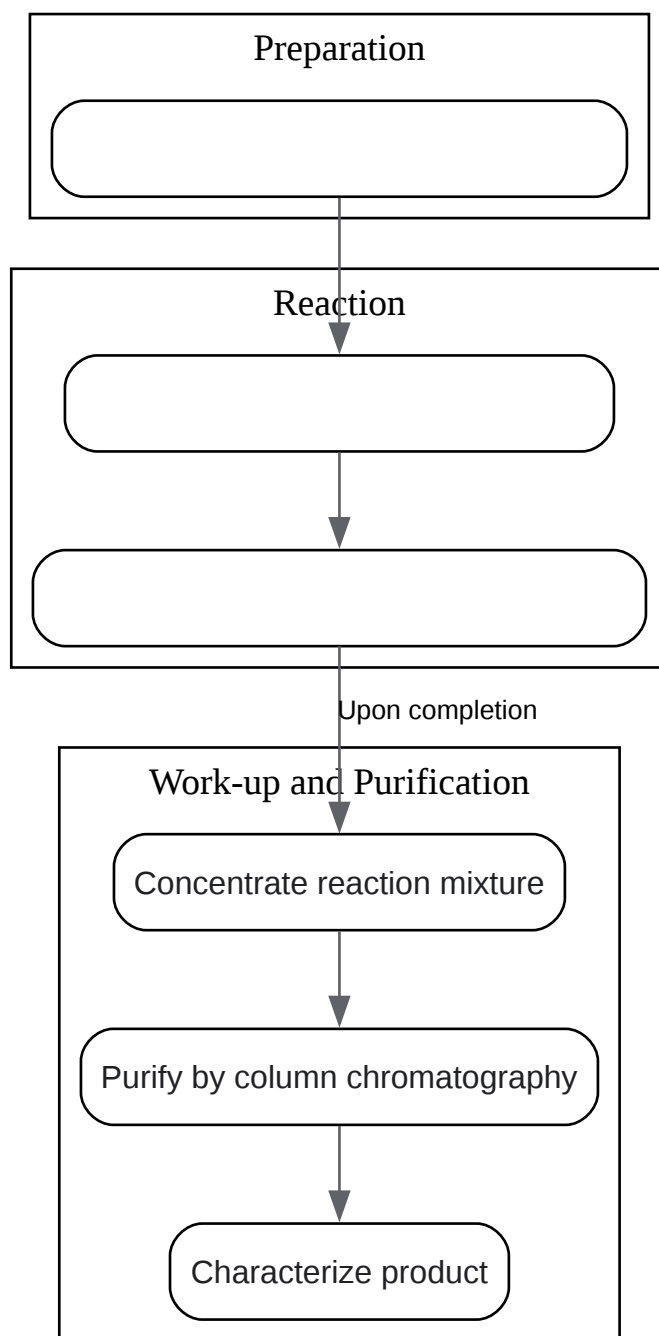 Preparation
Reaction
Upon completion
Work-up and Purification
Concentrate reaction mixture
Purify by column chromatography
Characterize product